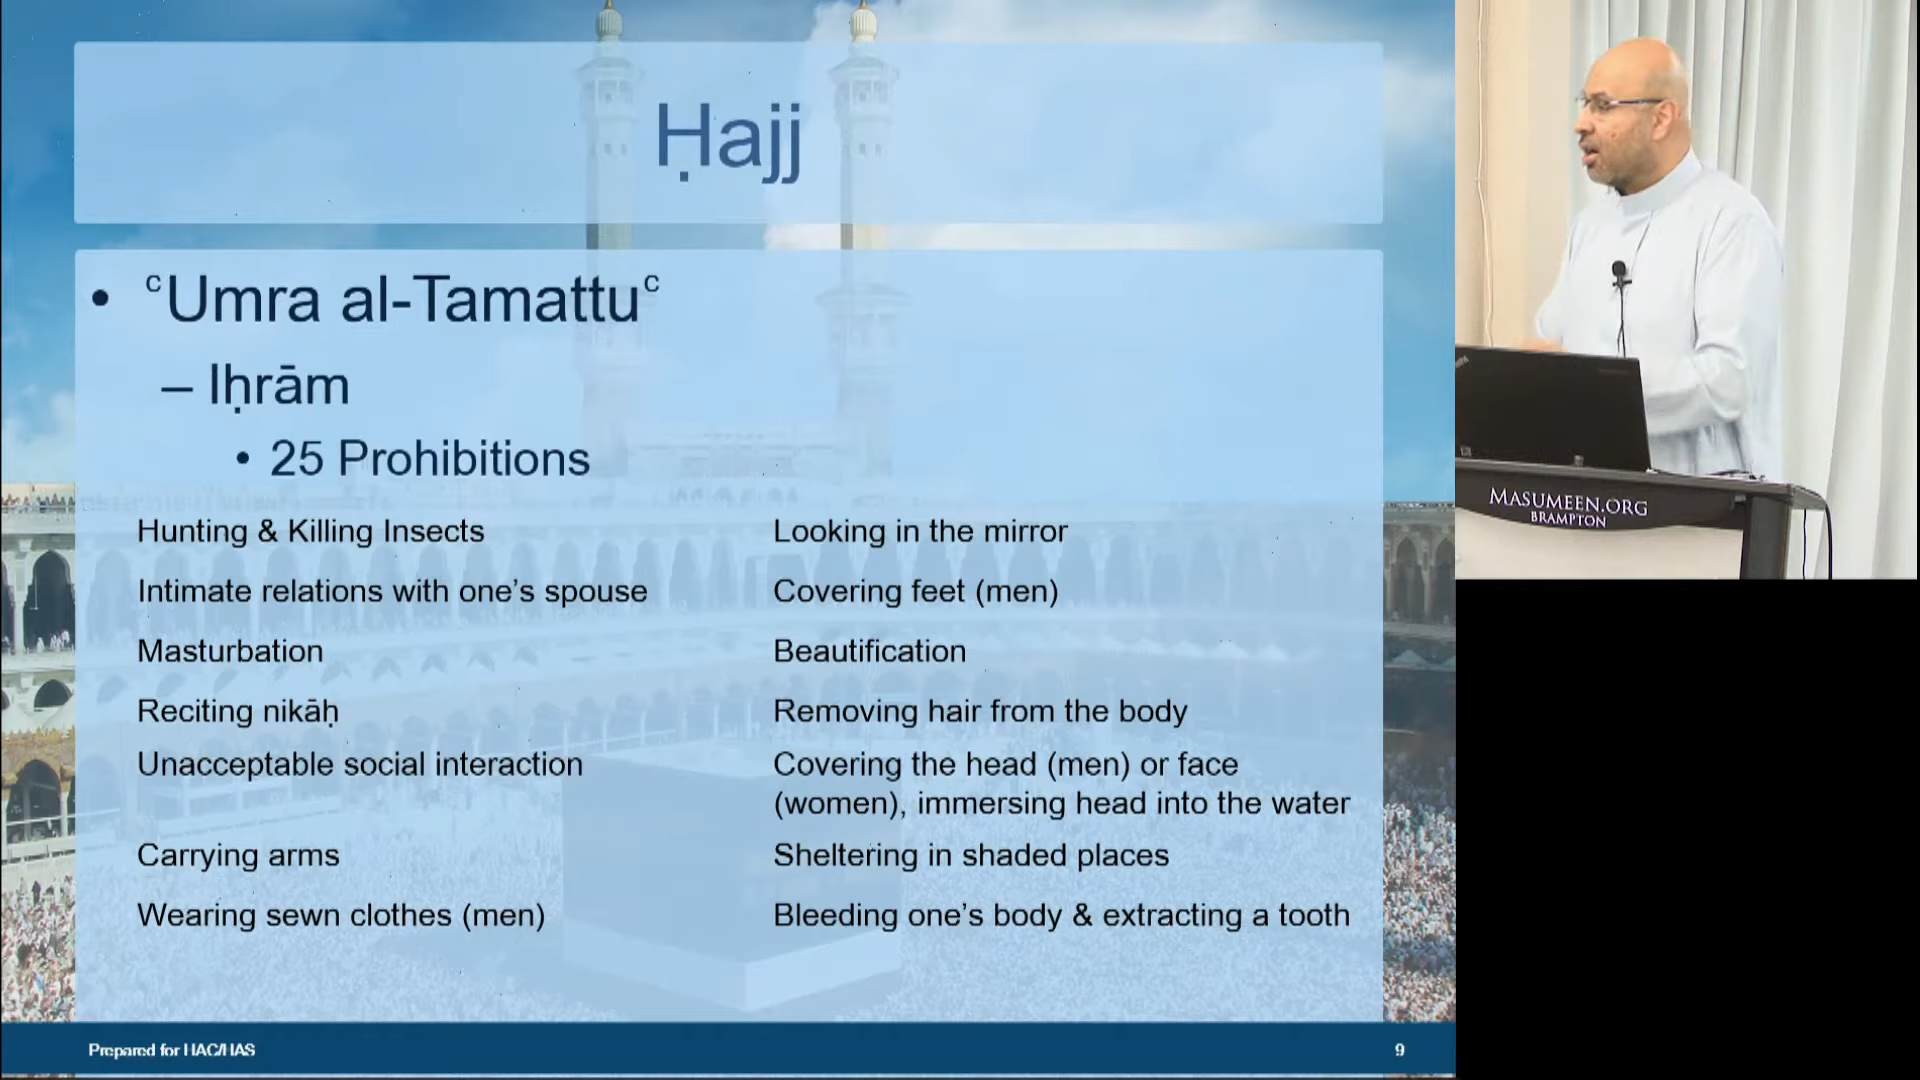 Ḥajj
• ᶜUmra al-Tamattuᶜ
– Iḥrām
• 25 Prohibitions
Hunting & Killing Insects
Intimate relations with one's spouse
Masturbation
Reciting nikāḥ
Unacceptable social interaction
Carrying arms
Wearing sewn clothes (men)
Looking in the mirror
Covering feet (men)
Beautification
Removing hair from the body
Covering the head (men) or face
(women), immersing head into the water
Sheltering in shaded places
Bleeding one's body & extracting a tooth
Prepared for HAC/HAS
9
MASUMEEN.ORG
BRAMPTON